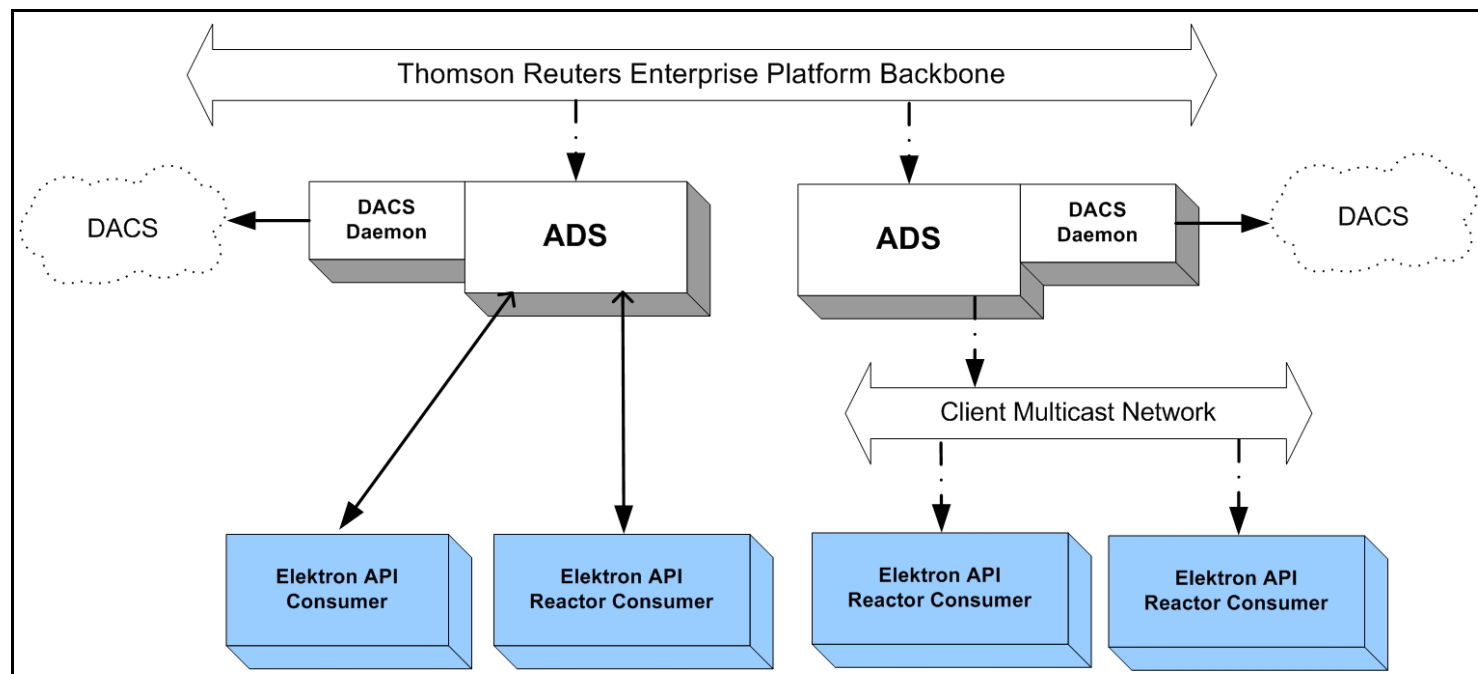 Thomson Reuters Enterprise Platform Backbone
DACS
DACS
Daemon
ADS
ADS
DACS
Daemon
DACS
Client Multicast Network
Elektron API
Consumer
Elektron API
Reactor Consumer
Elektron API
Reactor Consumer
Elektron API
Reactor Consumer